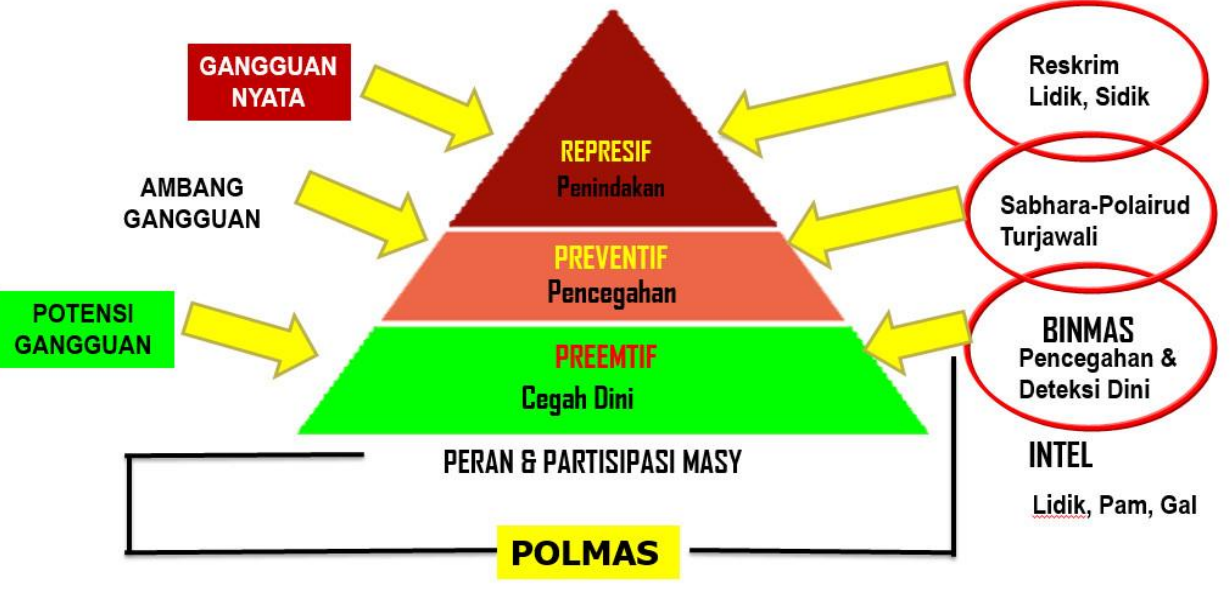 GANGGUAN
NYATA
REPRESIF
Penindakan
Reskrim
Lidik, Sidik
AMBANG
GANGGUAN
PREVENTIF
Pencegahan
Sabhara-Polairud
Turjawali
POTENSI
GANGGUAN
PREEMTIF
Cegah Dini
BINMAS
Pencegahan &
Deteksi Dini
PERAN & PARTISIPASI MASY
INTEL
Lidik, Pam, Gal
POLMAS